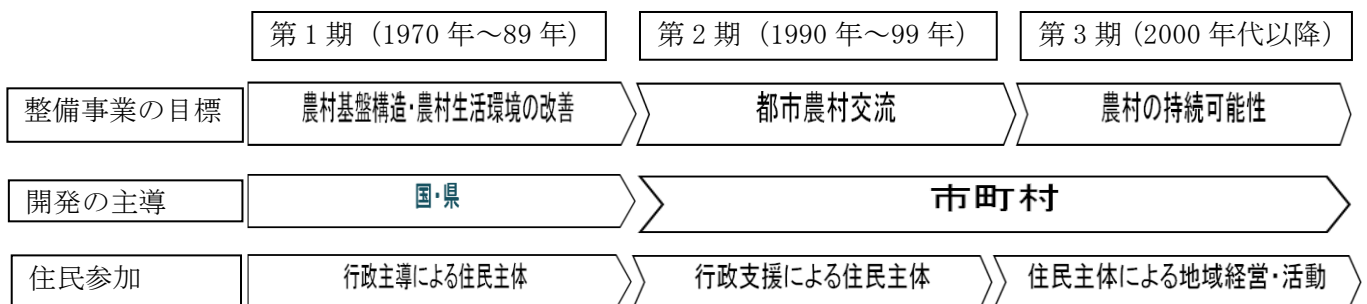 第1期（1970年～89年） 第2期（1990年～99年） 第3期（2000年代以降）
整備事業の目標 農村基盤構造・農村生活環境の改善 都市農村交流 農村の持続可能性
開発の主導 国・県 市町村
住民参加 行政主導による住民主体 行政支援による住民主体 住民主体による地域経営・活動